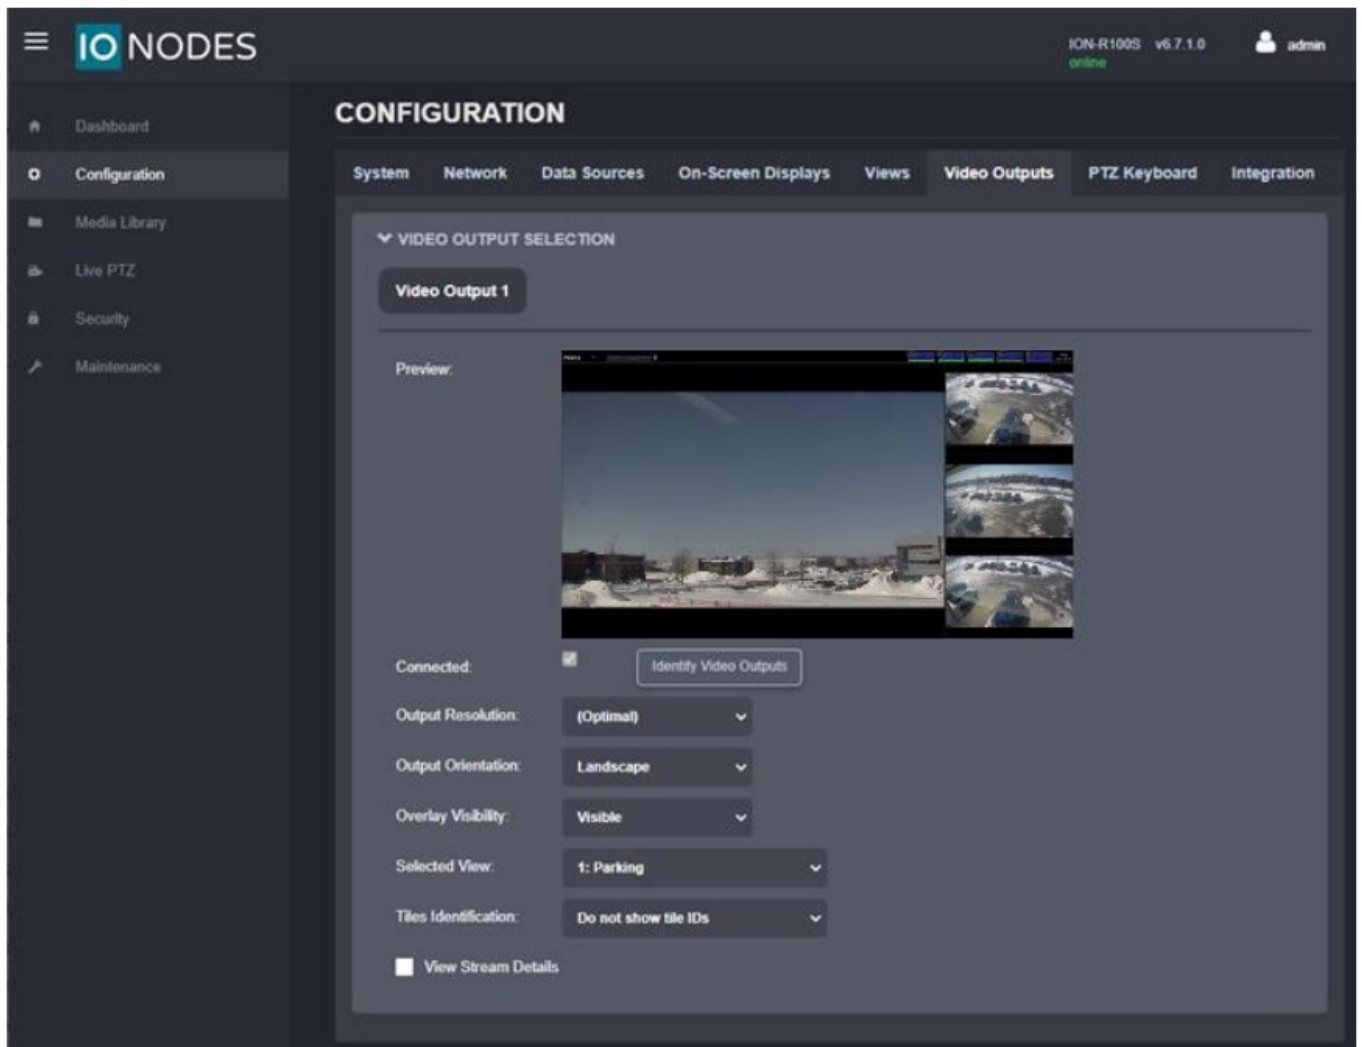 IO NODES
ION-R100S v6.7.1.0
online
admin
Dashboard
Configuration
Media Library
Live PTZ
Security
Maintenance
CONFIGURATION
System Network Data Sources On-Screen Displays Views Video Outputs PTZ Keyboard Integration
VIDEO OUTPUT SELECTION
Video Output 1
Preview:
Connected:
Identify Video Outputs
Output Resolution: (Optimal)
Output Orientation: Landscape
Overlay Visibility: Visible
Selected View: 1: Parking
Tiles Identification: Do not show tile IDs
View Stream Details